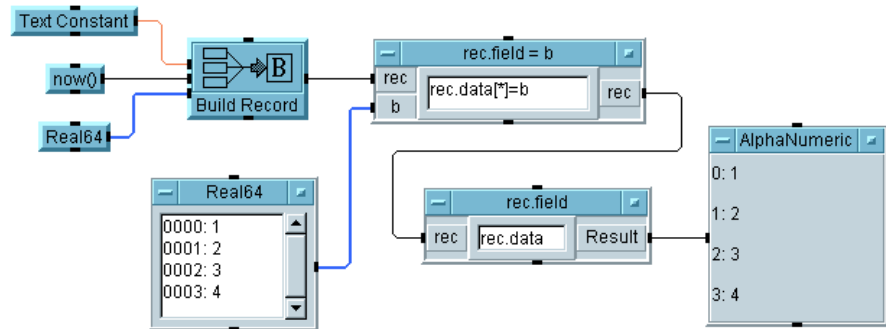 Text Constant
now()
Real64
B
Build Record
rec.field = b
rec
b
rec.data[*]=b
rec
Real64
0000: 1
0001: 2
0002: 3
0003: 4
rec.field
rec
rec.data
Result
AlphaNumeric
0: 1
1: 2
2: 3
3: 4